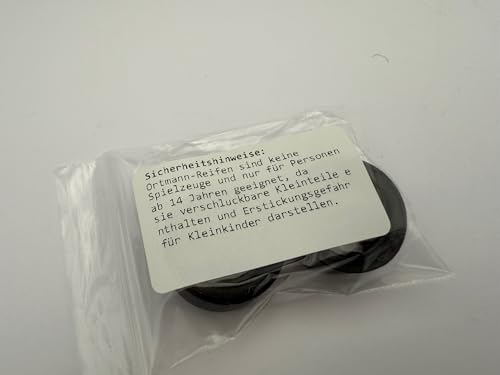 Sicherheitshinweise:
Ortmann-Reifen sind keine
Spielzeuge und nur für Personen
ab 14 Jahren geeignet, da
sie verschluckbare Kleinteile e
nthalten und Erstickungsgefahr
für Kleinkinder darstellen.